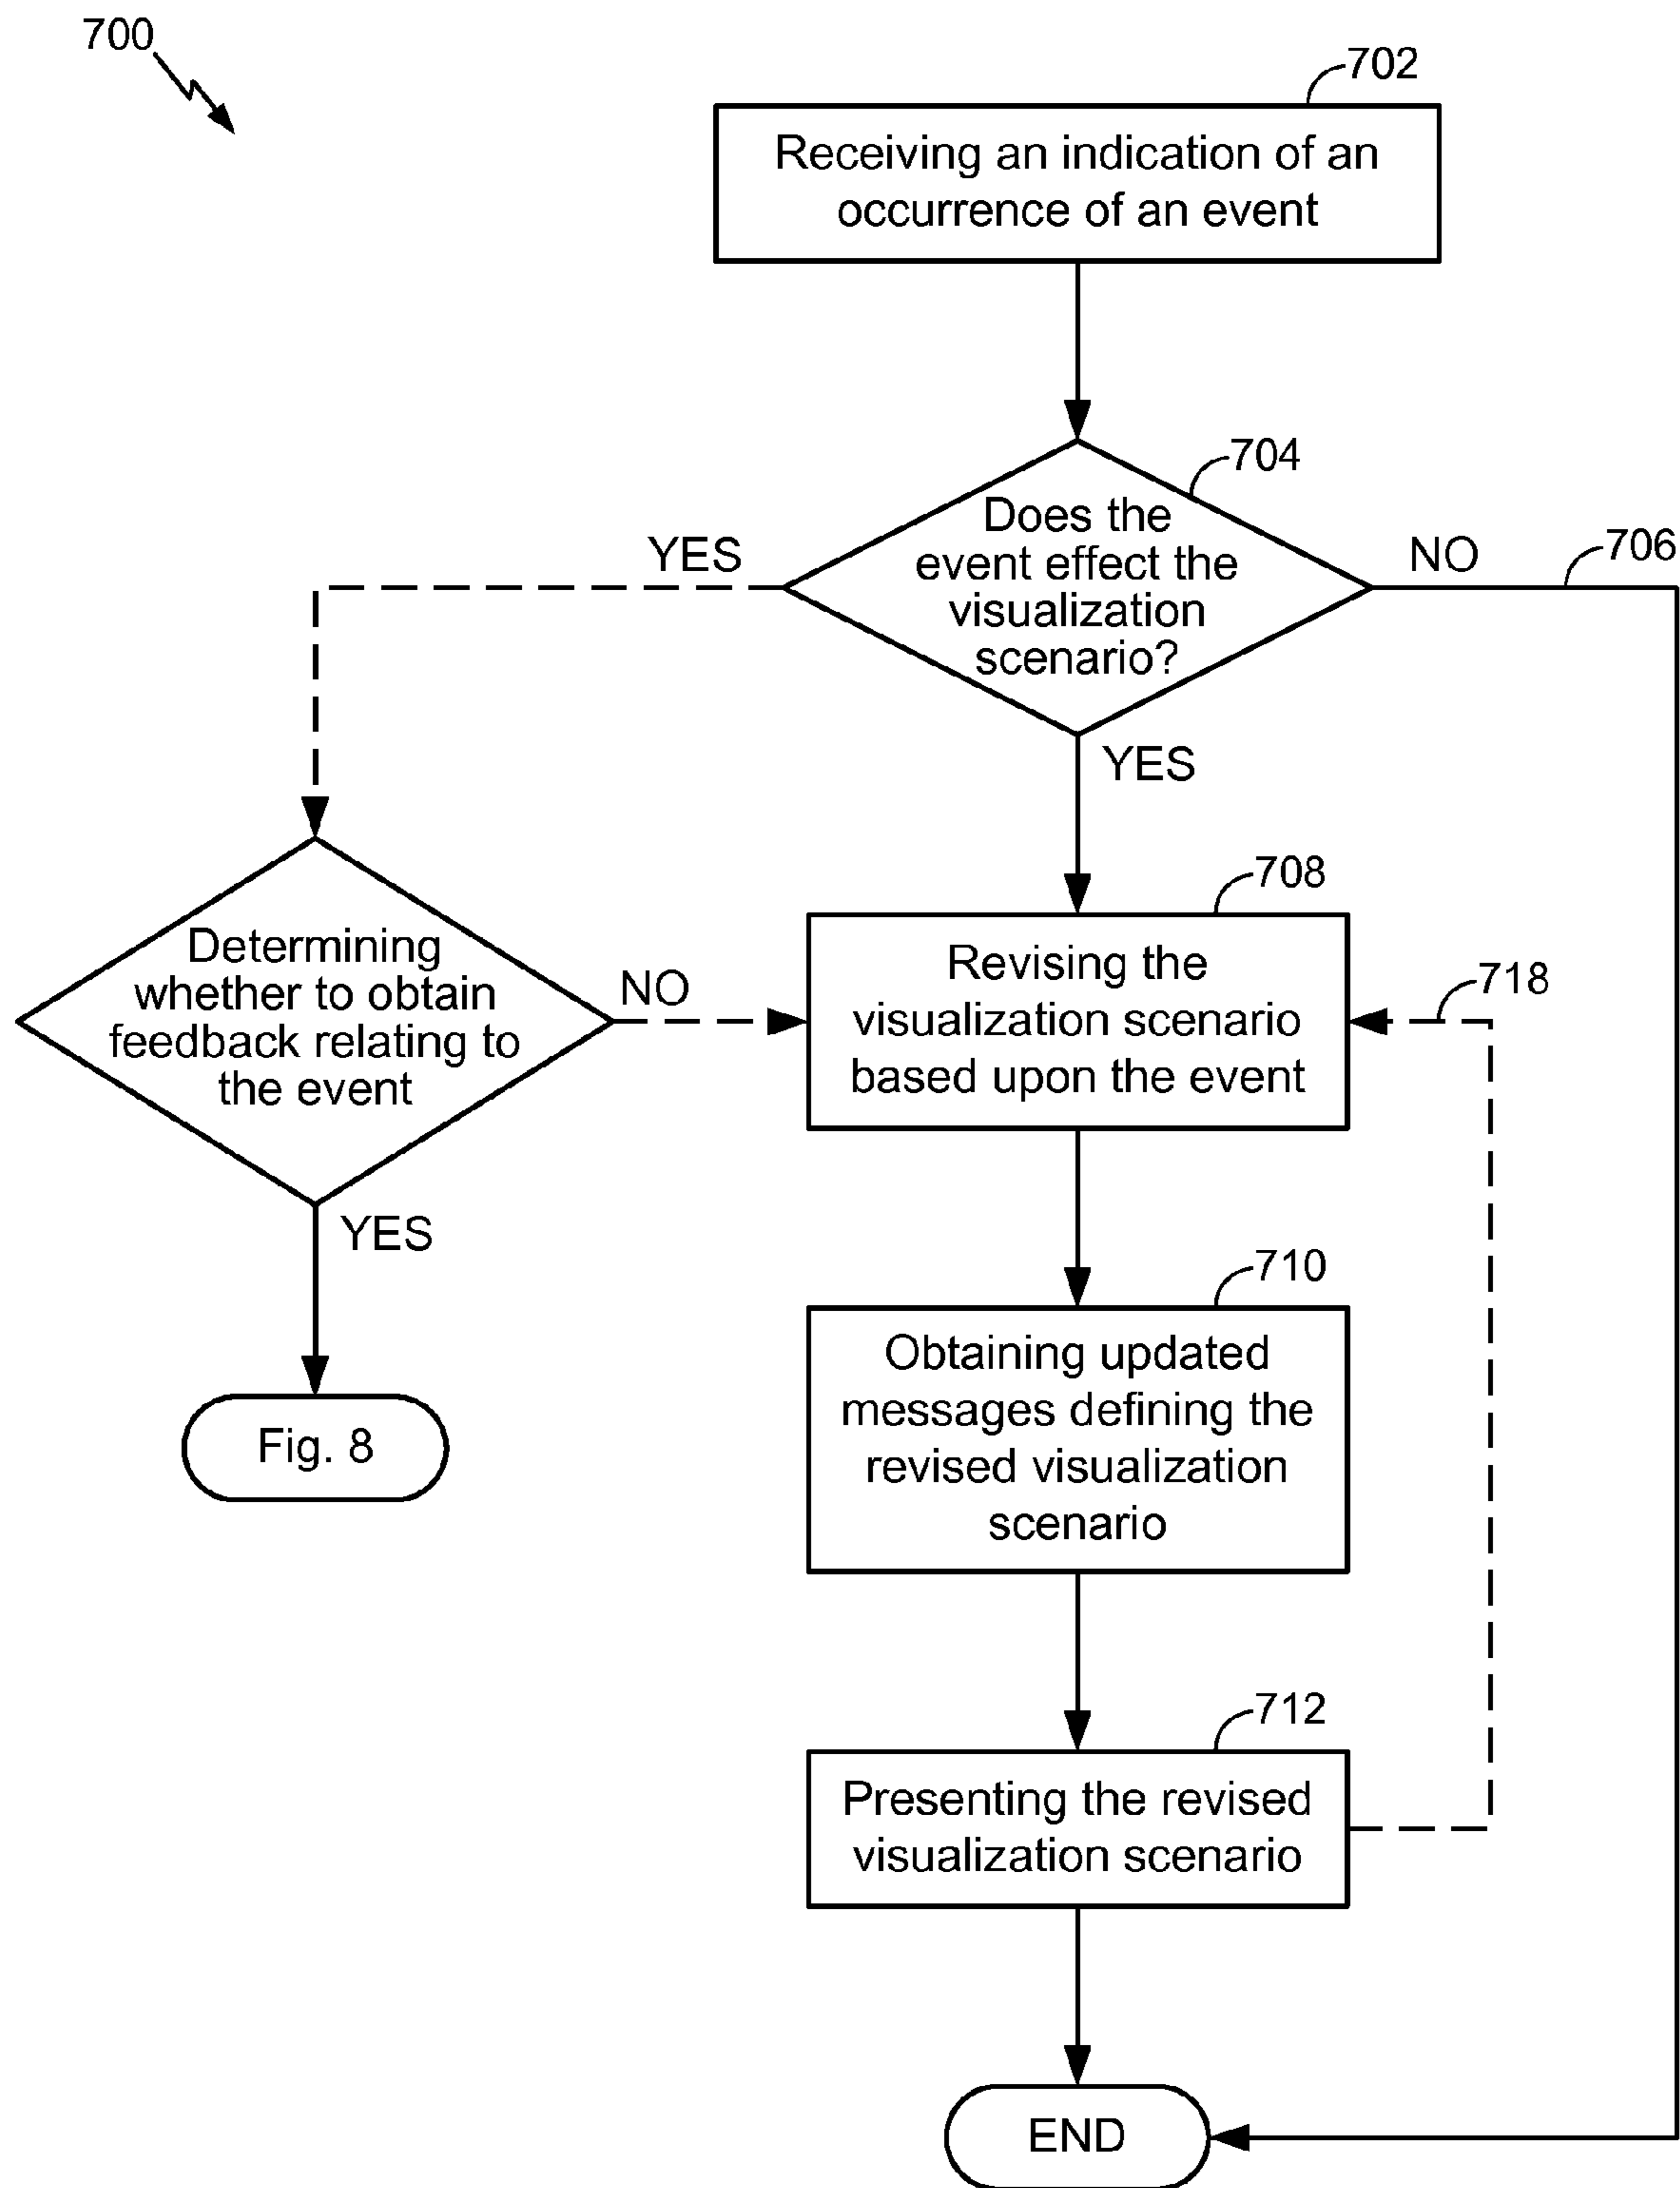 700
702
Receiving an indication of an
occurrence of an event
704
Does the
event effect the
visualization
scenario?
YES
NO
706
YES
708
Revising the
visualization scenario
based upon the event
718
Determining
whether to obtain
feedback relating to
the event
NO
YES
710
Obtaining updated
messages defining the
revised visualization
scenario
Fig. 8
712
Presenting the revised
visualization scenario
END